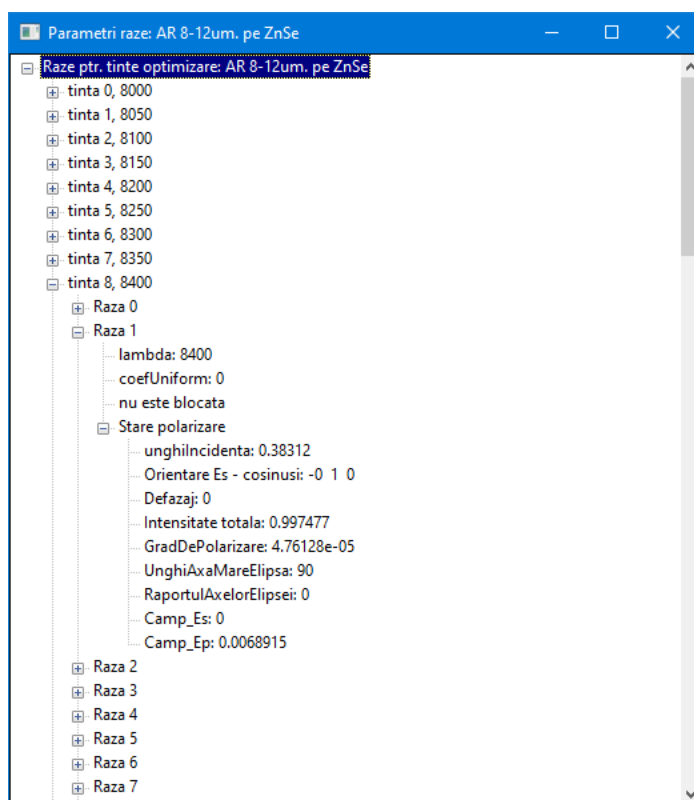 Parametri raze: AR 8-12um. pe ZnSe
Raze ptr. tinte optimizare: AR 8-12um. pe ZnSe
tinta 0, 8000
tinta 1, 8050
tinta 2, 8100
tinta 3, 8150
tinta 4, 8200
tinta 5, 8250
tinta 6, 8300
tinta 7, 8350
tinta 8, 8400
Raza 0
Raza 1
lambda: 8400
coefUniform: 0
nu este blocata
Stare polarizare
unghiIncidenta: 0.38312
Orientare Es - cosinusi: -0  1  0
Defazaj: 0
Intensitate totala: 0.997477
GradDePolarizare: 4.76128e-05
UnghiAxaMareElipsa: 90
RaportulAxelorElipsei: 0
Camp_Es: 0
Camp_Ep: 0.0068915
Raza 2
Raza 3
Raza 4
Raza 5
Raza 6
Raza 7